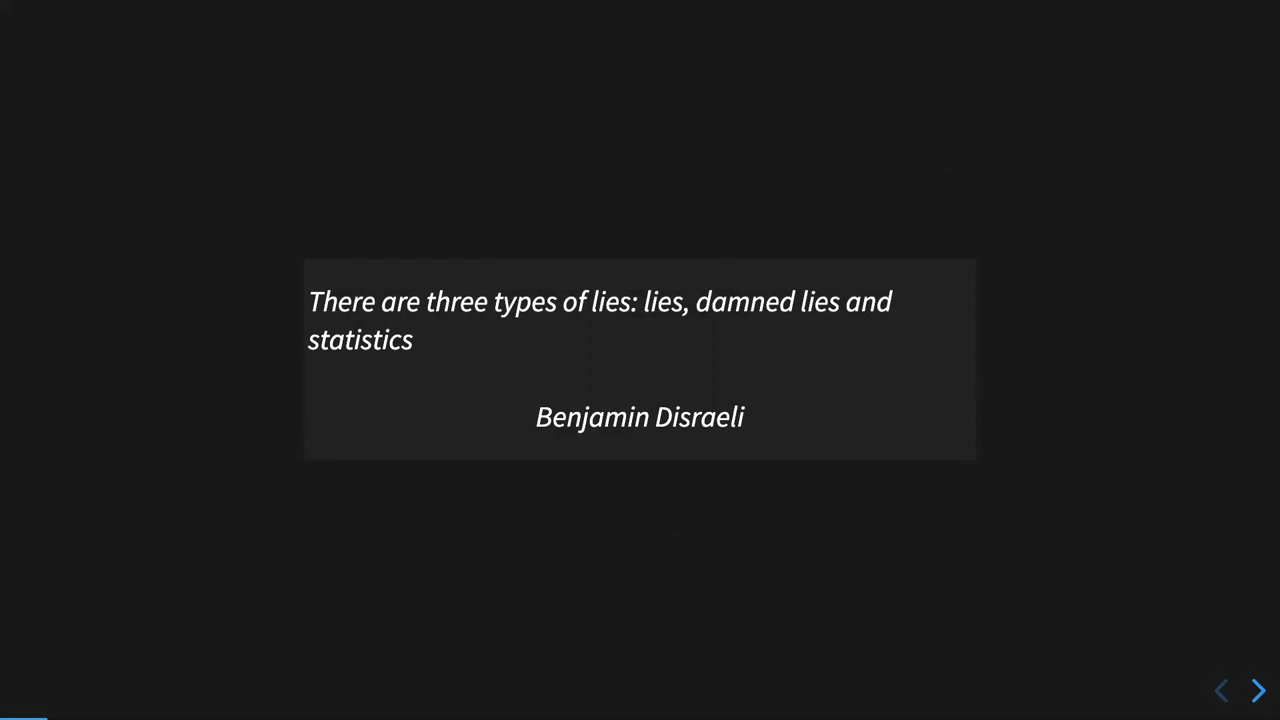 There are three types of lies: lies, damned lies and
statistics
Benjamin Disraeli